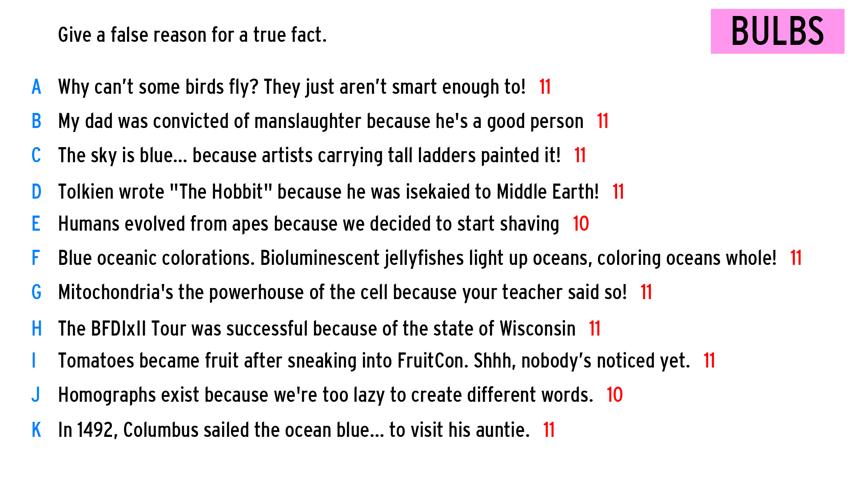 Give a false reason for a true fact.
BULBS
A Why can't some birds fly? They just aren't smart enough to! 11
B My dad was convicted of manslaughter because he's a good person 11
C The sky is blue... because artists carrying tall ladders painted it! 11
D Tolkien wrote "The Hobbit" because he was isekaied to Middle Earth! 11
E Humans evolved from apes because we decided to start shaving 10
F Blue oceanic colorations. Bioluminescent jellyfishes light up oceans, coloring oceans whole! 11
G Mitochondria's the powerhouse of the cell because your teacher said so! 11
H The BFDIxII Tour was successful because of the state of Wisconsin 11
I Tomatoes became fruit after sneaking into FruitCon. Shhh, nobody's noticed yet. 11
J Homographs exist because we're too lazy to create different words. 10
K In 1492, Columbus sailed the ocean blue... to visit his auntie. 11